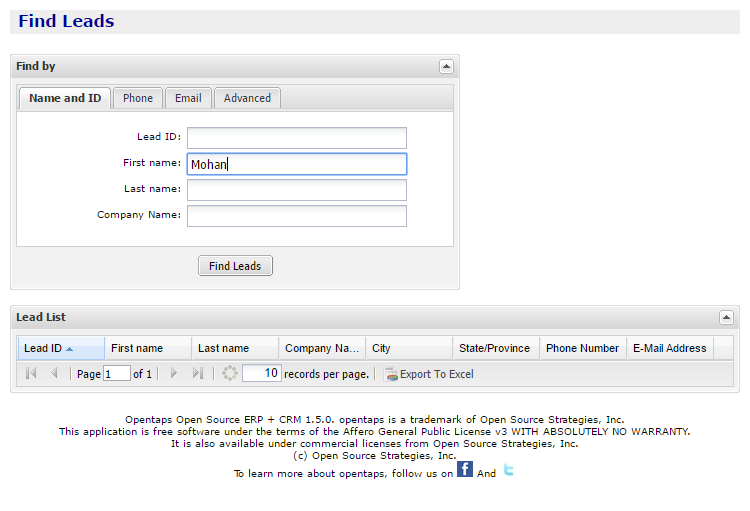 Find Leads
Find by
Name and ID Phone Email Advanced
Lead ID:
First name: Mohan
Last name:
Company Name:
Find Leads
Lead List
Lead ID First name Last name Company Na... City State/Province Phone Number E-Mail Address
Page 1 of 1 10 records per page. Export To Excel
Opentaps Open Source ERP + CRM 1.5.0. opentaps is a trademark of Open Source Strategies, Inc.
This application is free software under the terms of the Affero General Public License v3 WITH ABSOLUTELY NO WARRANTY.
It is also available under commercial licenses from Open Source Strategies, Inc.
(c) Open Source Strategies, Inc.
To learn more about opentaps, follow us on f And t